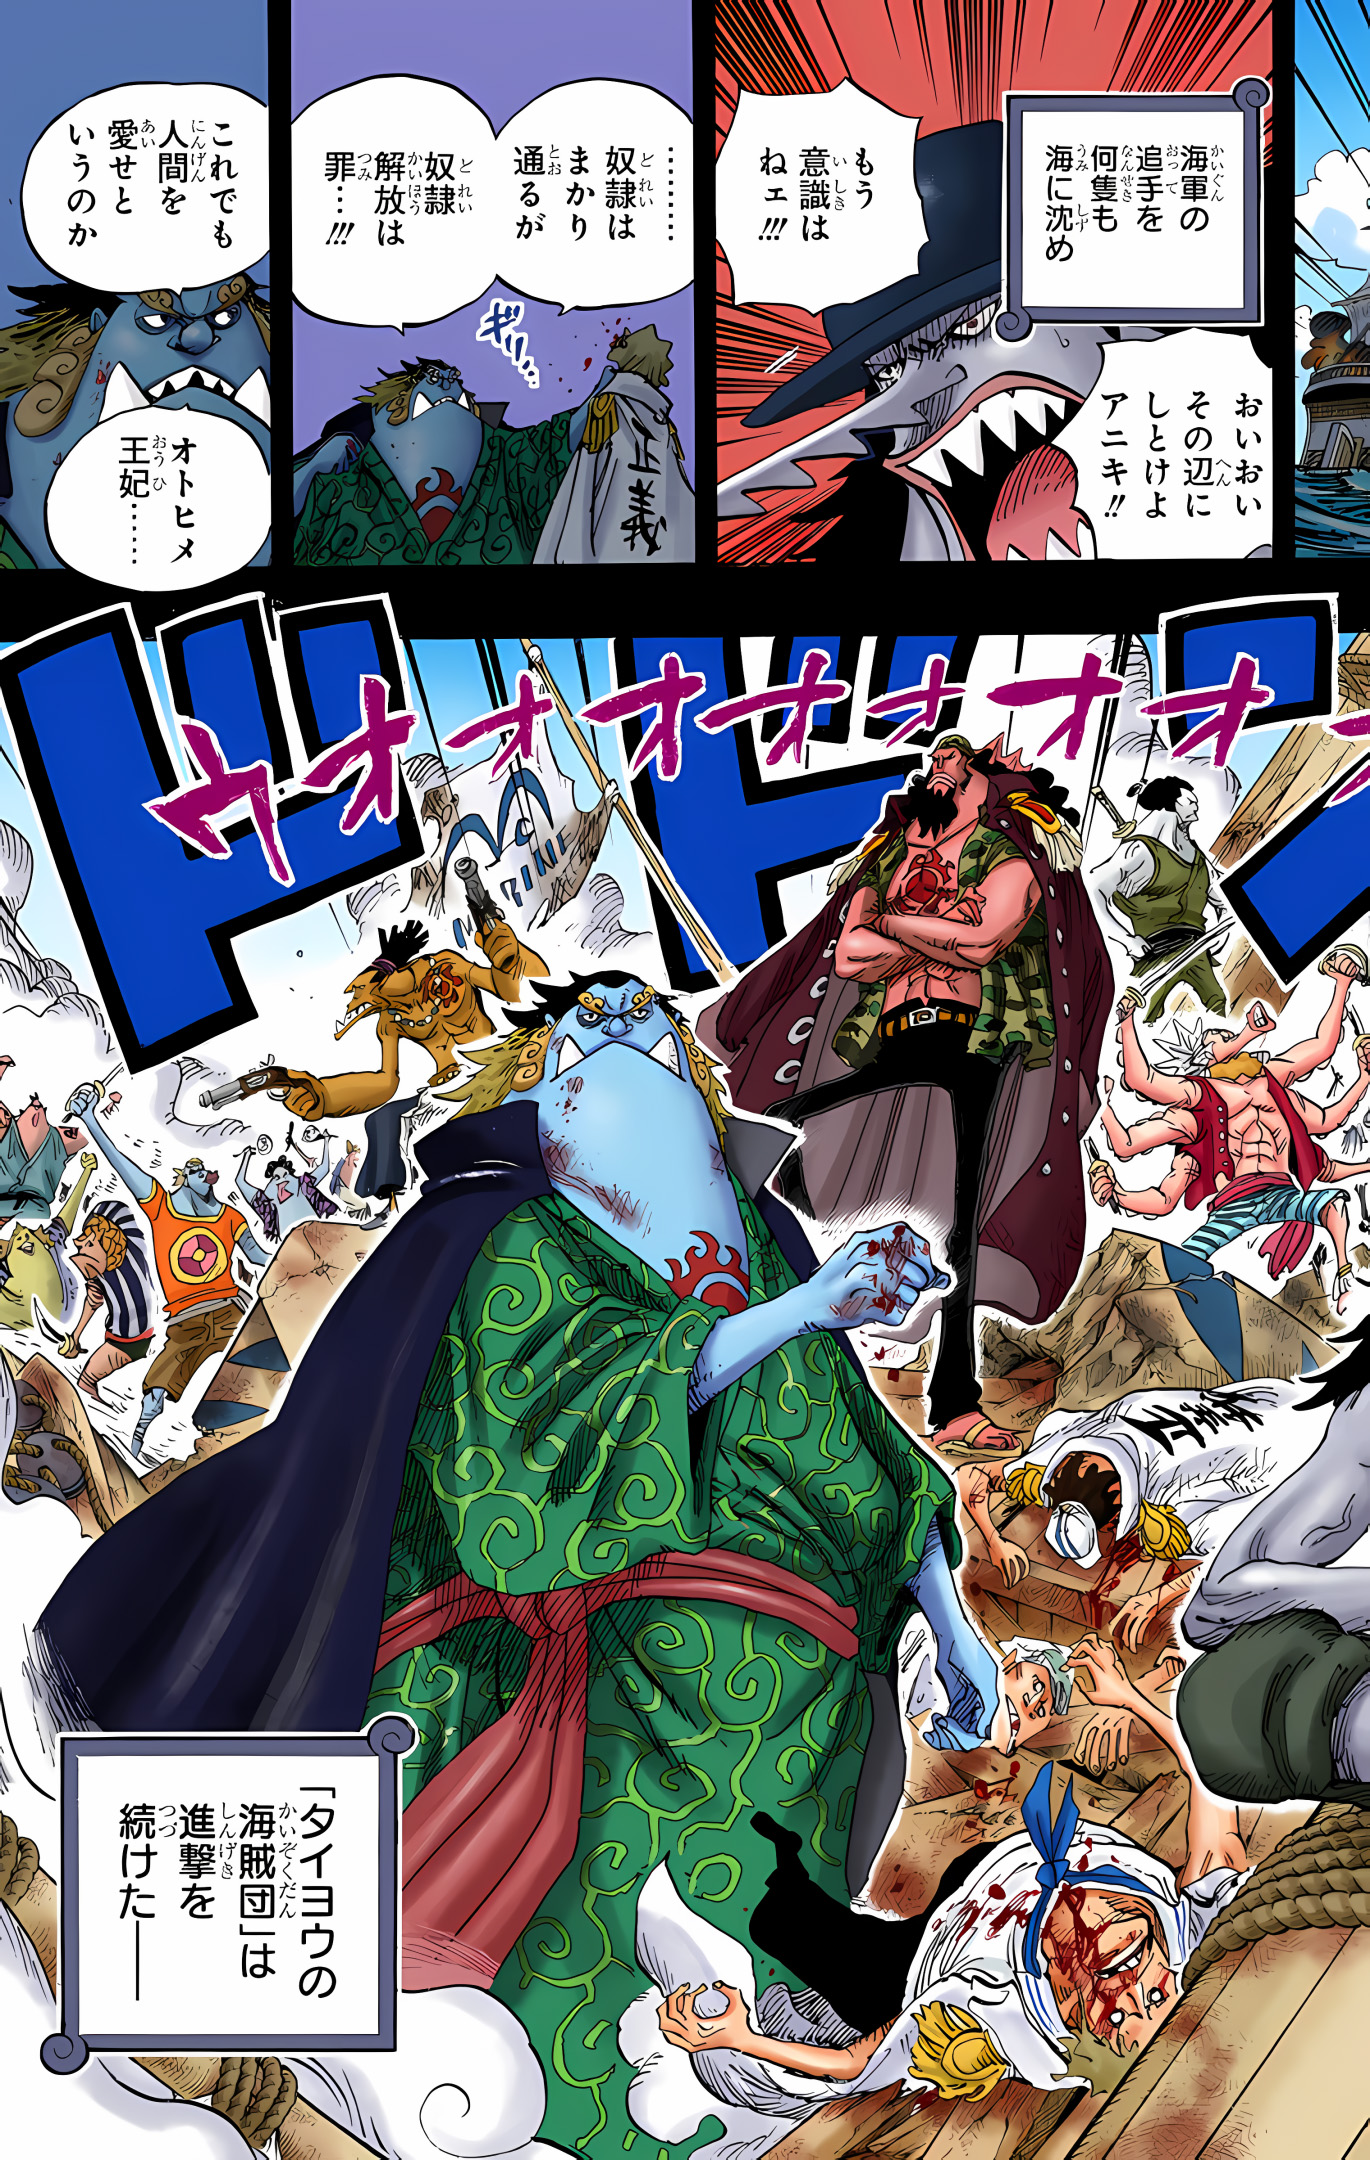 海軍の
追手を
何隻も
海に沈め
おいおい
その辺に
しとけよ
アニキ!!
もう
意識は
ねェ!!!
………
奴隷は
まかり
通るが
奴隷
解放は
罪…!!!
ギリ…
正義
これでも
人間を
愛せと
いうのか
オトヒメ
王妃……
ドドド
ウオオオオオオオ
MARINE
正義
「タイヨウの
海賊団」は
進撃を
続けた──